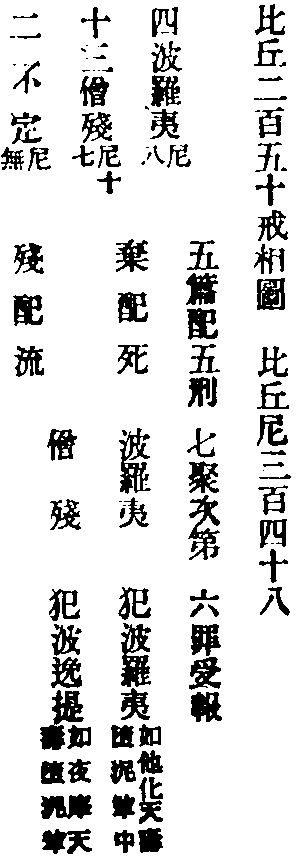 比丘二百五十戒相圖 比丘尼三百四十八
五篇配五刑 七聚次第 六罪受報
四波羅夷 尼八
棄配死 波羅夷 犯波羅夷 如他化天壽墮泥犂中
十三僧殘 尼十七
僧殘 犯波逸提 如夜摩天壽墮泥犂
二不定 尼無 殘配流